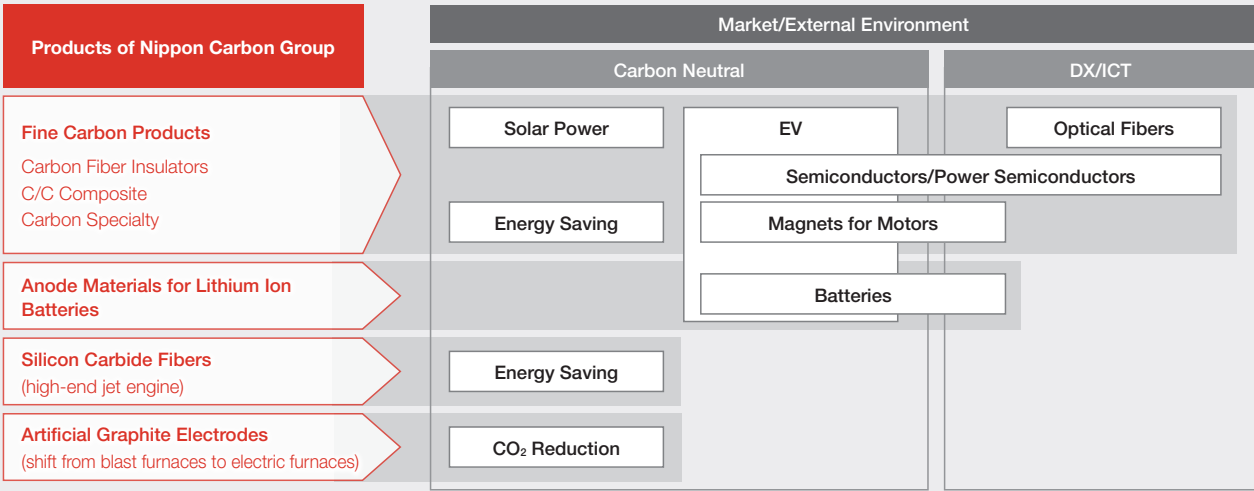 Products of Nippon Carbon Group
Market/External Environment
Carbon Neutral
DX/ICT
Fine Carbon Products
Carbon Fiber Insulators
C/C Composite
Carbon Specialty
Solar Power
EV
Optical Fibers
Semiconductors/Power Semiconductors
Energy Saving
Magnets for Motors
Anode Materials for Lithium Ion
Batteries
Batteries
Silicon Carbide Fibers
(high-end jet engine)
Energy Saving
Artificial Graphite Electrodes
(shift from blast furnaces to electric furnaces)
CO₂ Reduction